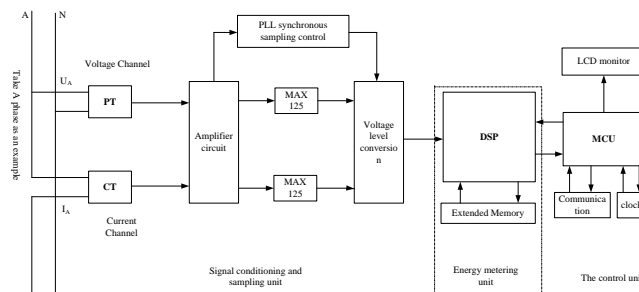 A
N
PLL synchronous
sampling control
LCD monitor
Voltage Channel
U_A
PT
MAX
125
Take A phase as an example
Amplifier
circuit
Voltage
level
conversio
n
DSP
MCU
CT
MAX
125
I_A
Current
Channel
Extended Memory
Communica
tion
clock
Signal conditioning and
sampling unit
Energy metering
unit
The control uni